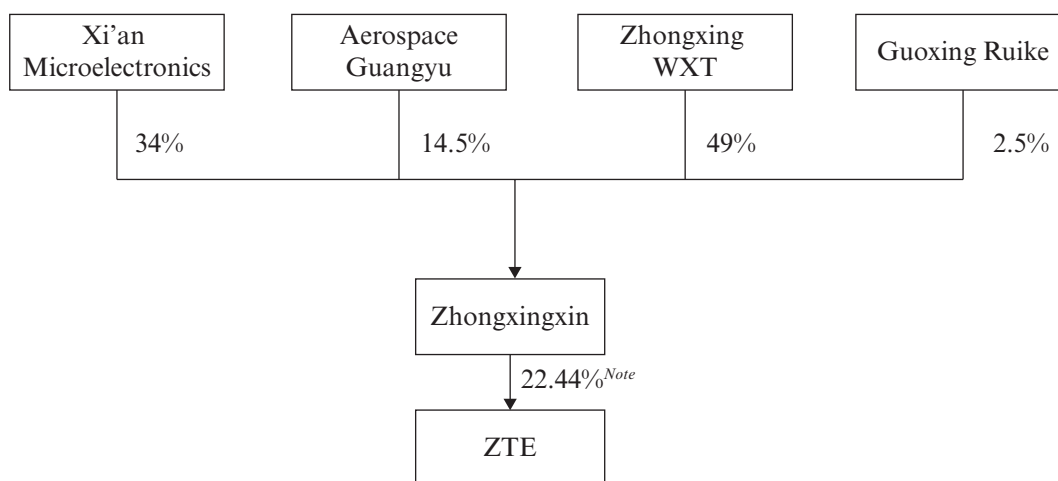 Xi’an
Microelectronics
Aerospace
Guangyu
Zhongxing
WXT
Guoxing Ruike
34%
14.5%
49%
2.5%
Zhongxingxin
22.44%Note
ZTE